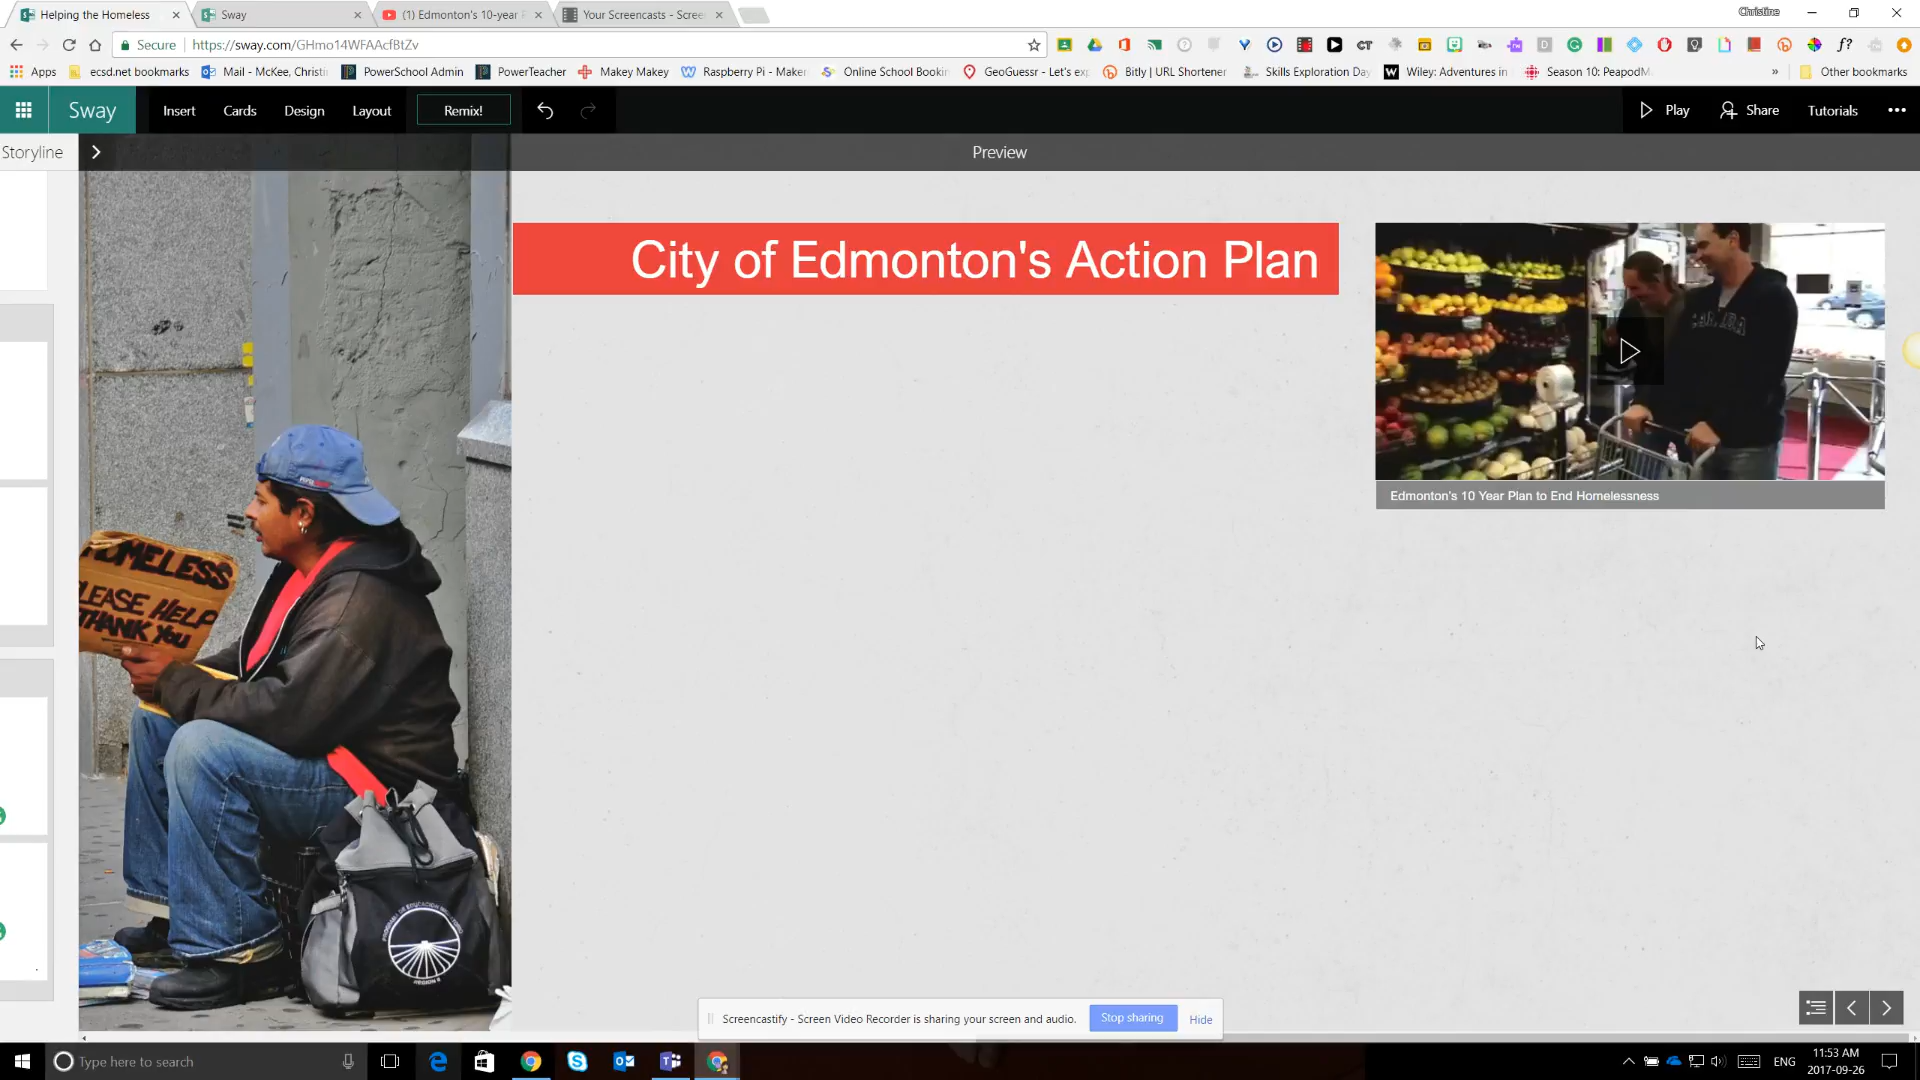 Helping the Homeless
Sway
(1) Edmonton's 10-year
Your Screencasts - Scree
Christine
Secure
https://sway.com/GHmo14WFAAcfBtZv
Apps
ecsd.net bookmarks
Mail - McKee, Christi
PowerSchool Admin
PowerTeacher
Makey Makey
Raspberry Pi - Maker
Online School Bookin
GeoGuessr - Let's exp
Bitly | URL Shortener
Skills Exploration Day
Wiley: Adventures in
Season 10: PeapodM
Other bookmarks
Sway
Insert
Cards
Design
Layout
Remix!
Play
Share
Tutorials
Storyline
Preview
City of Edmonton's Action Plan
Edmonton's 10 Year Plan to End Homelessness
HOMELESS
PLEASE HELP
THANK YOU
REGION II
Screencastify - Screen Video Recorder is sharing your screen and audio.
Stop sharing
Hide
Type here to search
ENG
11:53 AM
2017-09-26